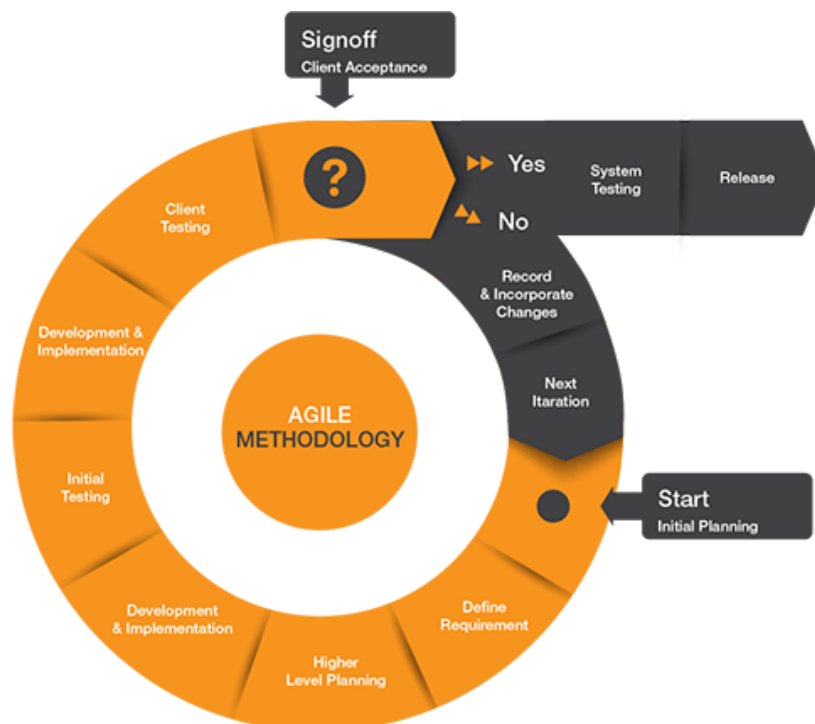 Signoff
Client Acceptance
?
Yes
System
Testing
Release
No
Client
Testing
Record
& Incorporate
Changes
Development &
Implementation
Next
Itaration
AGILE
METHODOLOGY
Initial
Testing
Start
Initial Planning
Development
& Implementation
Define
Requirement
Higher
Level Planning